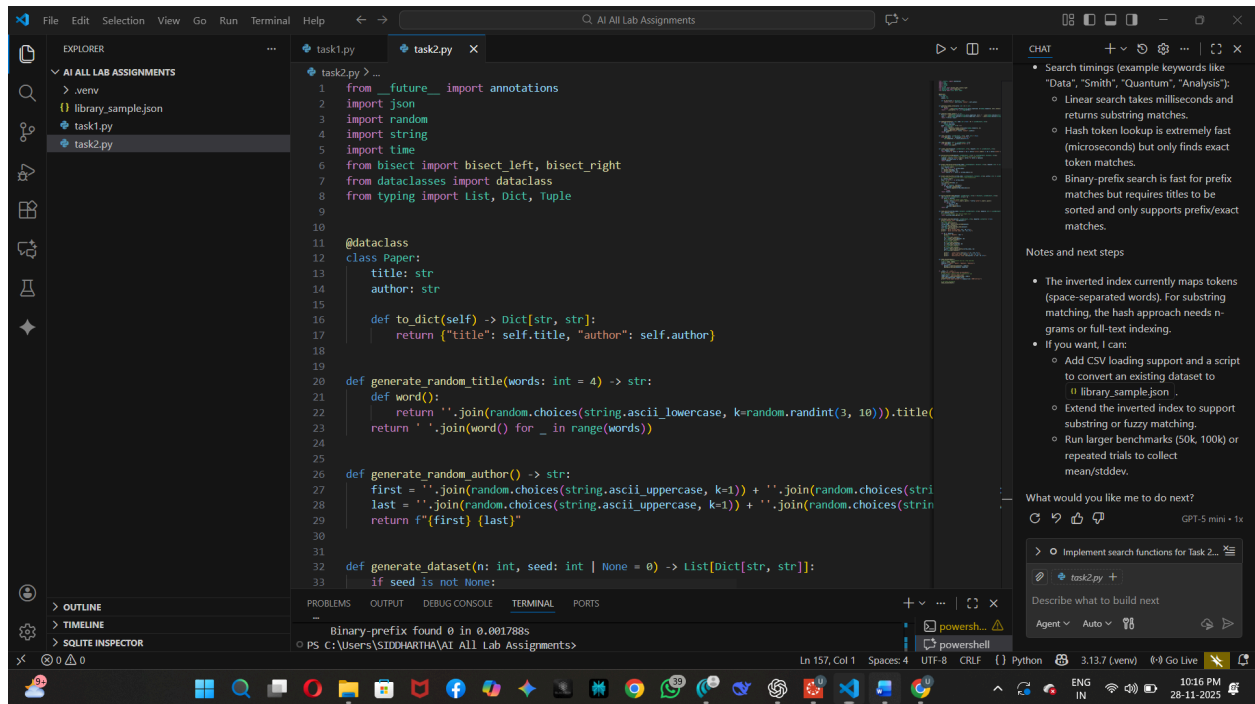 File Edit Selection View Go Run Terminal Help
AI All Lab Assignments
EXPLORER
AI ALL LAB ASSIGNMENTS
.venv
{} library_sample.json
task1.py
task2.py
OUTLINE
TIMELINE
SQLITE INSPECTOR
task1.py
task2.py
task2.py > ...
1 from __future__ import annotations
2 import json
3 import random
4 import string
5 import time
6 from bisect import bisect_left, bisect_right
7 from dataclasses import dataclass
8 from typing import List, Dict, Tuple
9
10
11 @dataclass
12 class Paper:
13 title: str
14 author: str
15
16 def to_dict(self) -> Dict[str, str]:
17 return {"title": self.title, "author": self.author}
18
19
20 def generate_random_title(words: int = 4) -> str:
21 def word():
22 return ''.join(random.choices(string.ascii_lowercase, k=random.randint(3, 10))).title(
23 return ' '.join(word() for _ in range(words))
24
25
26 def generate_random_author() -> str:
27 first = ''.join(random.choices(string.ascii_uppercase, k=1)) + ''.join(random.choices(stri
28 last = ''.join(random.choices(string.ascii_uppercase, k=1)) + ''.join(random.choices(strin
29 return f"{first} {last}"
30
31
32 def generate_dataset(n: int, seed: int | None = 0) -> List[Dict[str, str]]:
33 if seed is not None:
PROBLEMS OUTPUT DEBUG CONSOLE TERMINAL PORTS
Binary-prefix found 0 in 0.001788s
PS C:\Users\SIDDHARTHA\AI All Lab Assignments>
powersh...
powershell
CHAT
• Search timings (example keywords like
"Data", "Smith", "Quantum", "Analysis"):
Linear search takes milliseconds and
returns substring matches.
Hash token lookup is extremely fast
(microseconds) but only finds exact
token matches.
Binary-prefix search is fast for prefix
matches but requires titles to be
sorted and only supports prefix/exact
matches.
Notes and next steps
• The inverted index currently maps tokens
(space-separated words). For substring
matching, the hash approach needs n-
grams or full-text indexing.
• If you want, I can:
Add CSV loading support and a script
to convert an existing dataset to
{} library_sample.json .
Extend the inverted index to support
substring or fuzzy matching.
Run larger benchmarks (50k, 100k) or
repeated trials to collect
mean/stddev.
What would you like me to do next?
GPT-5 mini • 1x
Implement search functions for Task 2...
task2.py +
Describe what to build next
Agent Auto
0 0 Ln 157, Col 1 Spaces: 4 UTF-8 CRLF {} Python 3.13.7 (.venv) Go Live
9+
39
ENG
IN
10:16 PM
28-11-2025